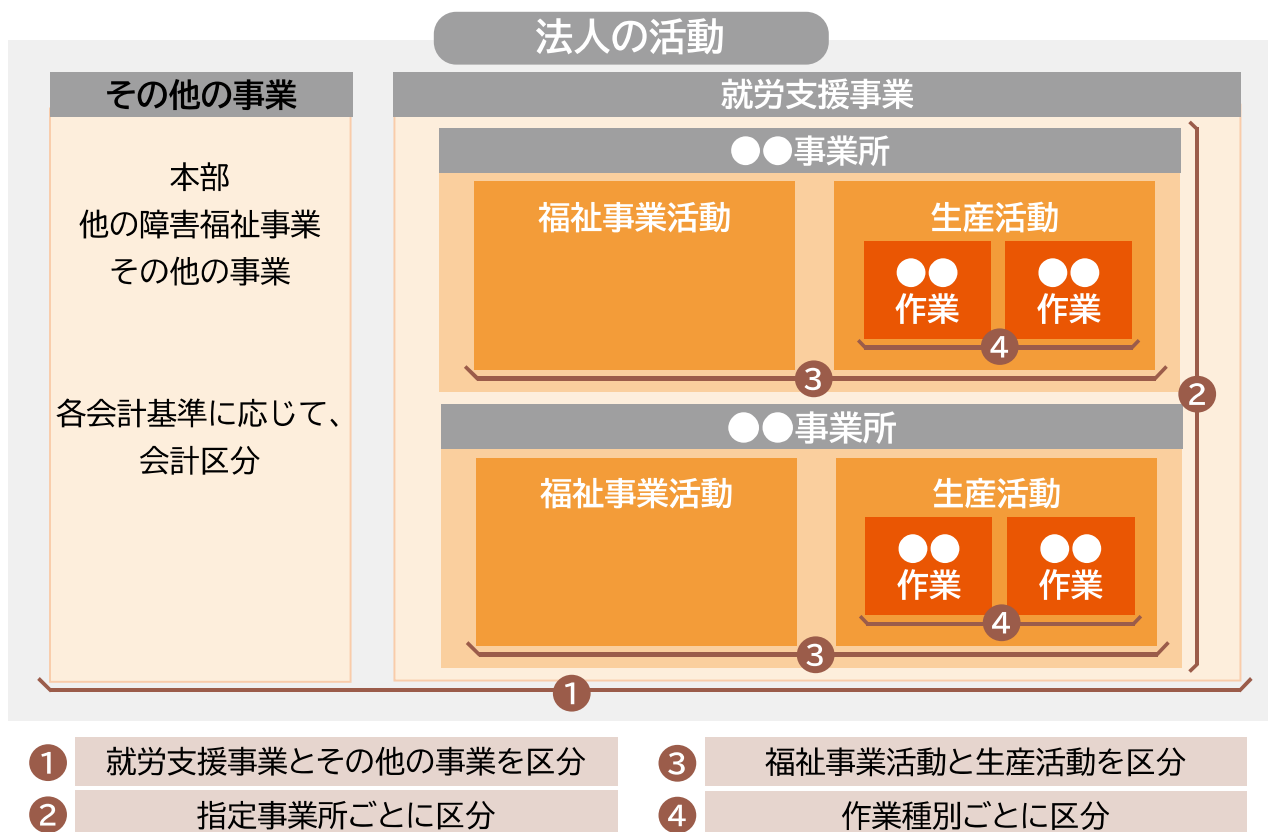 法人の活動
その他の事業
本部
他の障害福祉事業
その他の事業
各会計基準に応じて、
会計区分
就労支援事業
●●事業所
福祉事業活動
生産活動
●●
作業
●●
作業
4
3
2
●●事業所
福祉事業活動
生産活動
●●
作業
●●
作業
4
3
1
1 就労支援事業とその他の事業を区分
2 指定事業所ごとに区分
3 福祉事業活動と生産活動を区分
4 作業種別ごとに区分